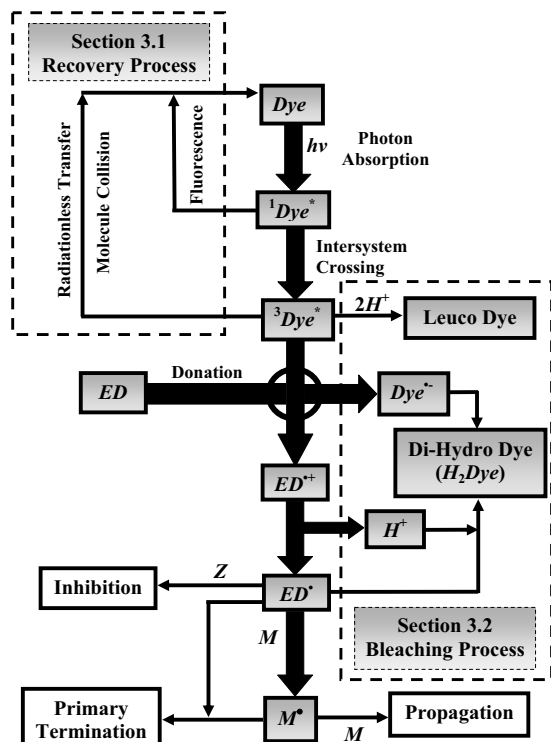 Section 3.1
Recovery Process
Dye
hν
Photon
Absorption
Radiationless Transfer
Molecule Collision
Fluorescence
¹Dye*
Intersystem
Crossing
³Dye*
2H⁺
Leuco Dye
Donation
ED
Dye•⁻
Di-Hydro Dye
(H₂Dye)
ED•⁺
H⁺
Inhibition
Z
ED•
Section 3.2
Bleaching Process
M
Primary
Termination
M•
M
Propagation